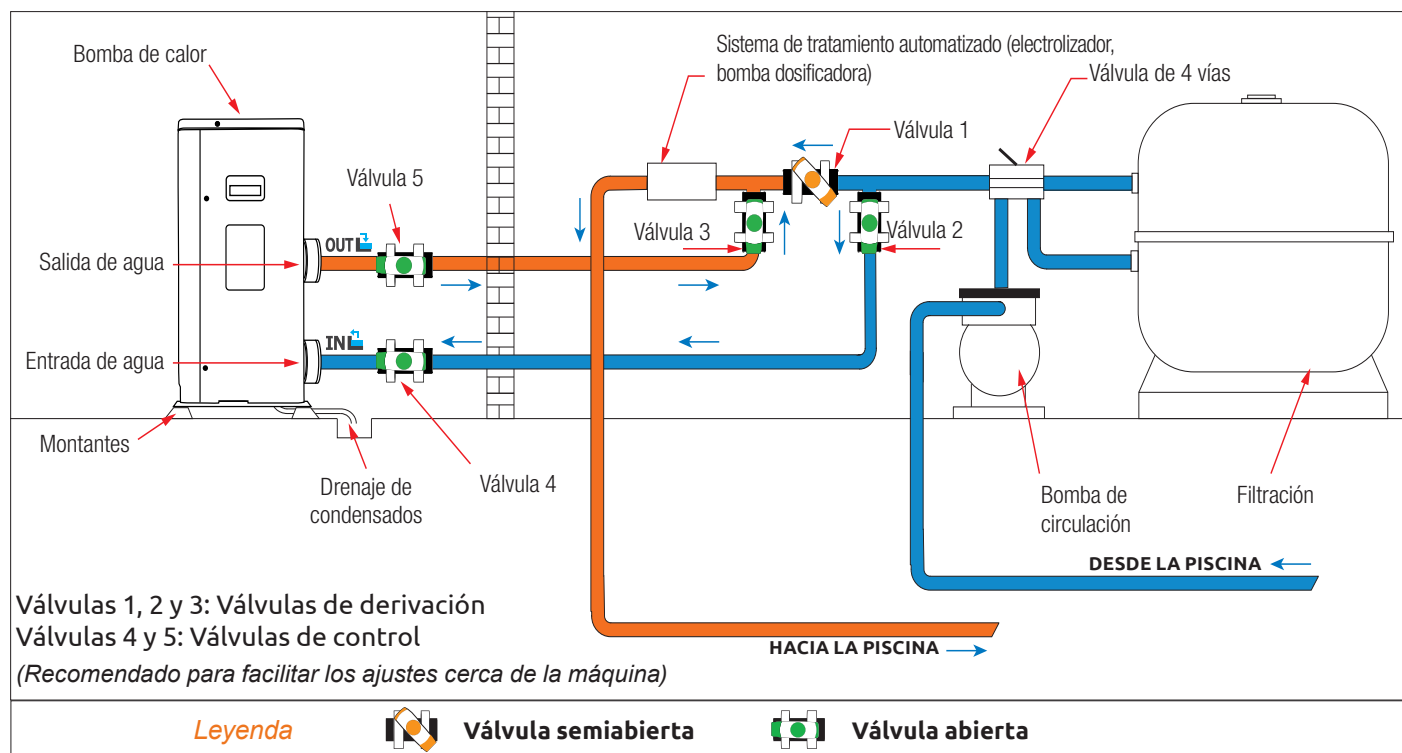 Bomba de calor
Sistema de tratamiento automatizado (electrolizador,
bomba dosificadora)
Válvula de 4 vías
Válvula 1
Válvula 5
Válvula 3
Válvula 2
OUT
Salida de agua
IN
Entrada de agua
Montantes
Drenaje de
condensados
Válvula 4
Bomba de
circulación
Filtración
DESDE LA PISCINA
HACIA LA PISCINA
Válvulas 1, 2 y 3: Válvulas de derivación
Válvulas 4 y 5: Válvulas de control
(Recomendado para facilitar los ajustes cerca de la máquina)
Leyenda
Válvula semiabierta
Válvula abierta